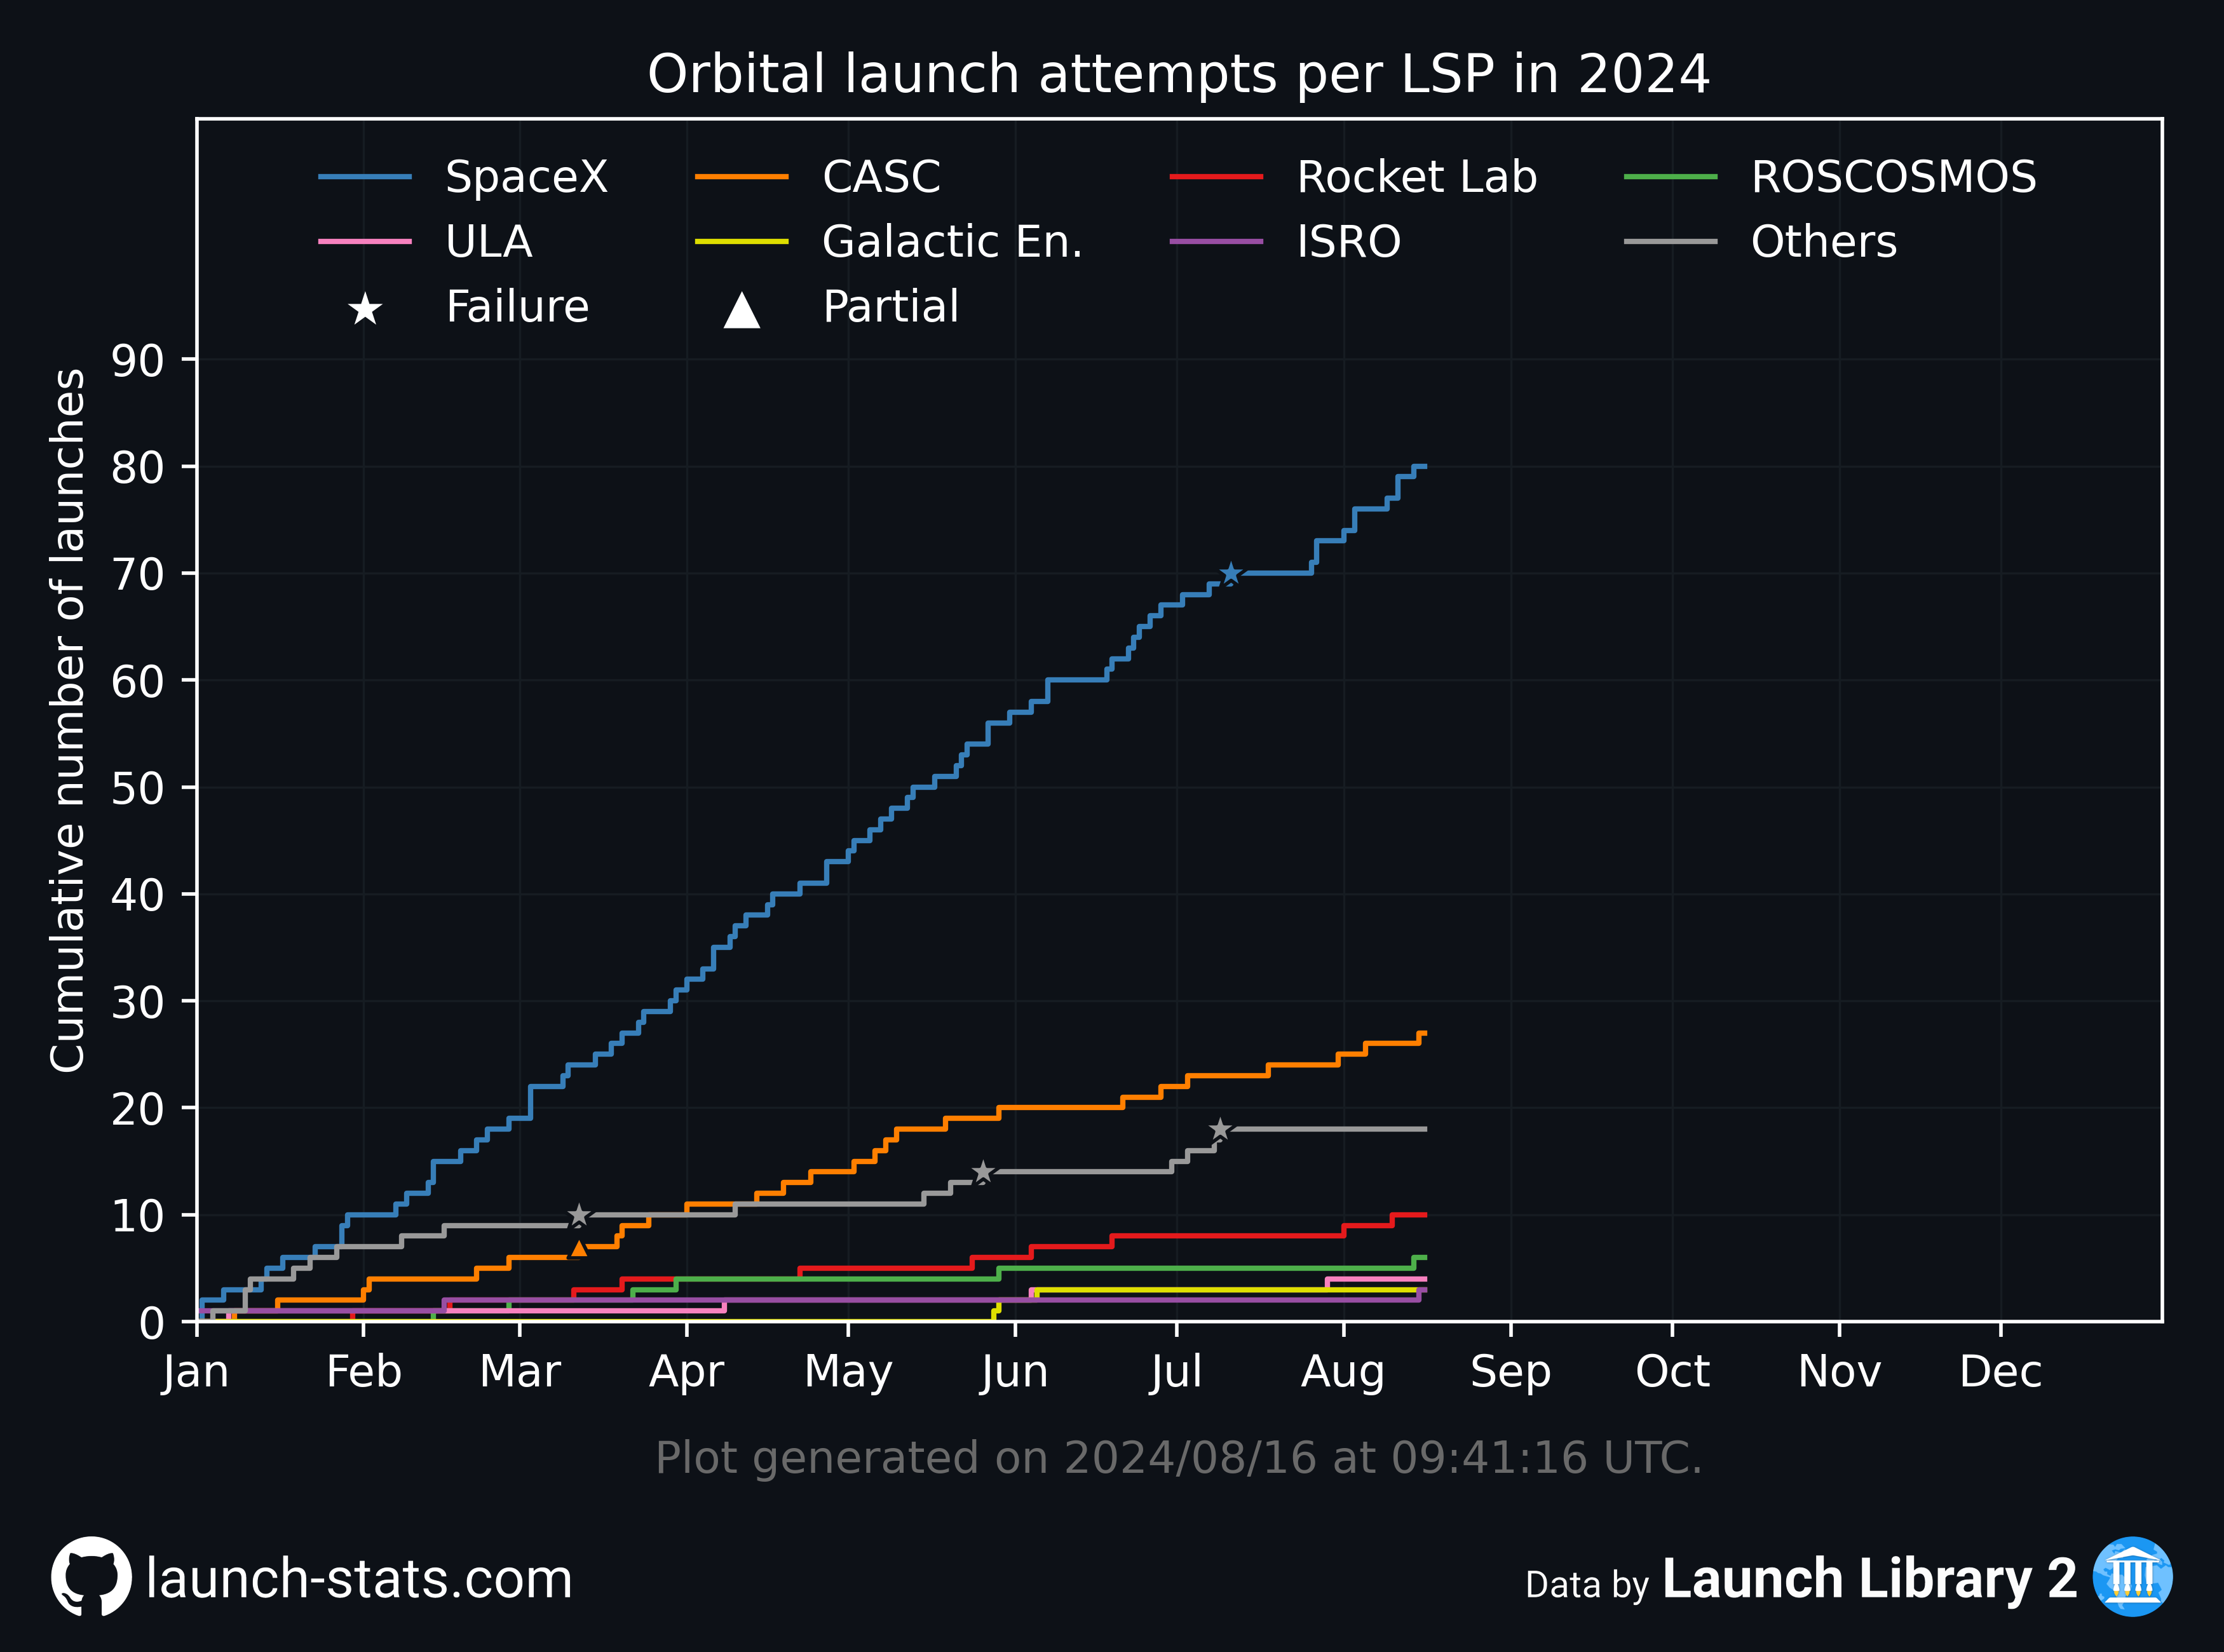 Orbital launch attempts per LSP in 2024
SpaceX CASC Rocket Lab ROSCOSMOS
ULA Galactic En. ISRO Others
Failure Partial
Cumulative number of launches
90
80
70
60
50
40
30
20
10
0
Jan Feb Mar Apr May Jun Jul Aug Sep Oct Nov Dec
Plot generated on 2024/08/16 at 09:41:16 UTC.
launch-stats.com
Data by Launch Library 2